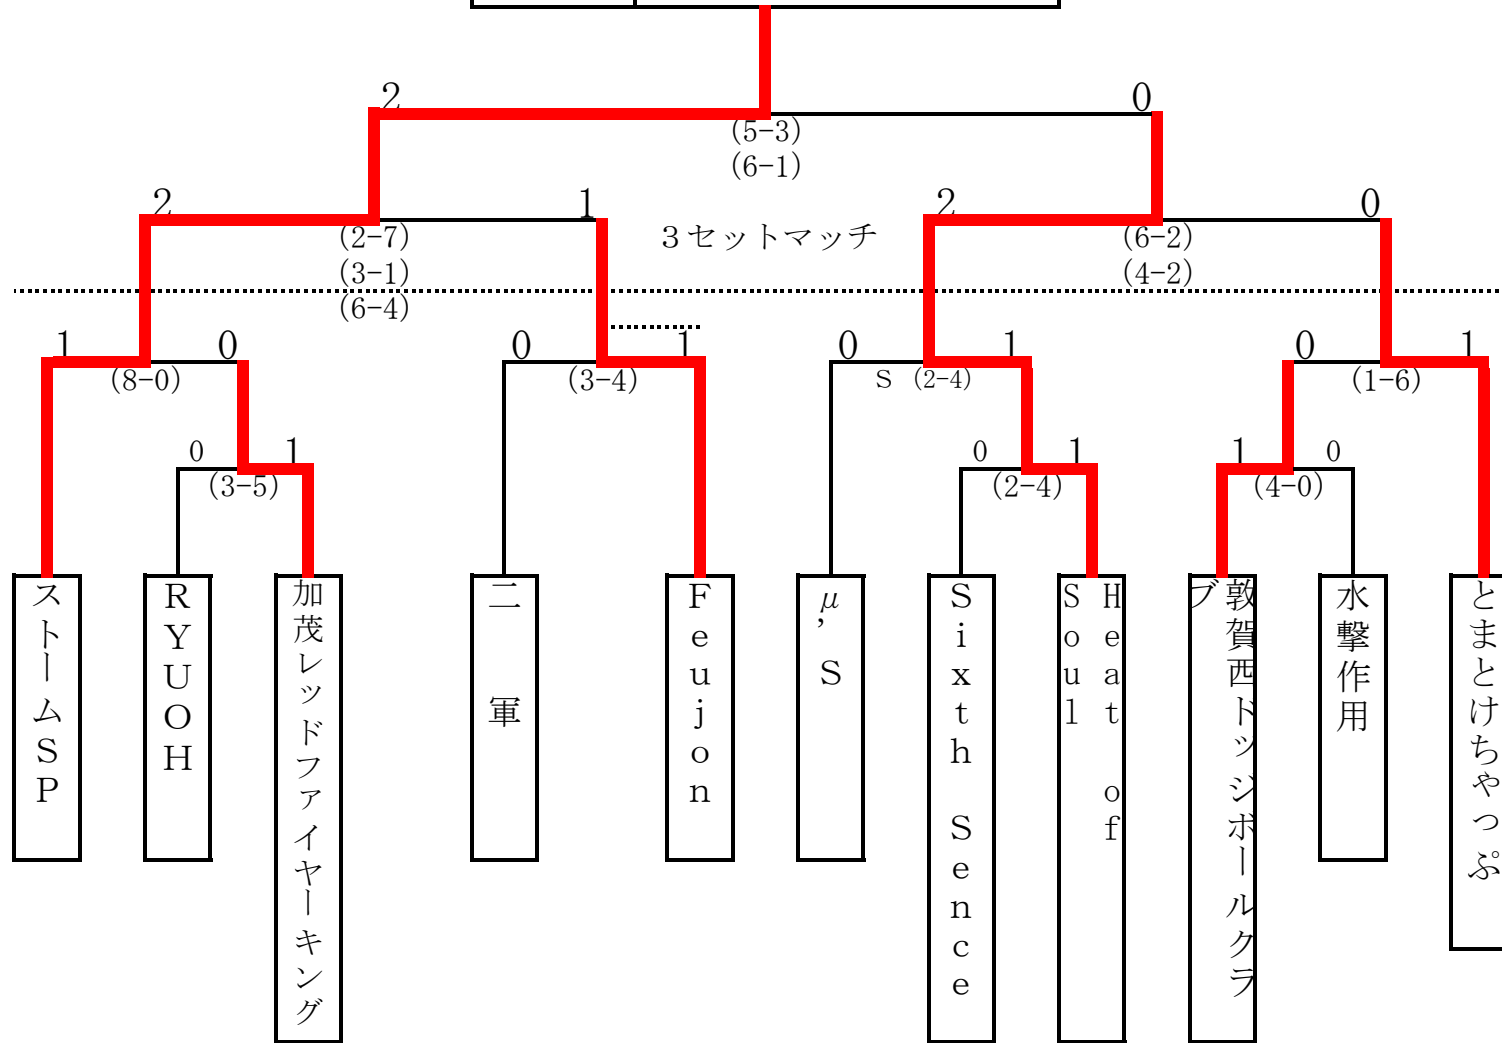 2
0
(5-3)
(6-1)
2
1
2
0
(2-7)
(3-1)
(6-4)
3セットマッチ
(6-2)
(4-2)
1
0
0
1
0
1
0
1
(8-0)
(3-4)
S (2-4)
(1-6)
0
1
0
1
1
0
(3-5)
(2-4)
(4-0)
ストームSP
RYUOH
加茂レッドファイヤーキング
二 軍
Feujon
μ’S
Sixth Sence
Heat of
Soul
敦賀西ドッジボールクラ
ブ
水撃作用
とまとけちゃっぷ